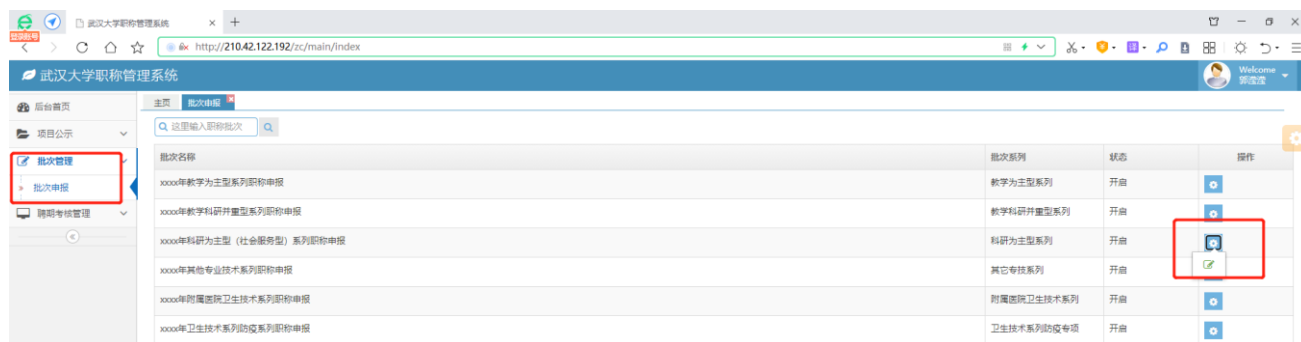 武汉大学职称管理系统
登录账号
http://210.42.122.192/zc/main/index
武汉大学职称管理系统
Welcome
后台首页
主页 批次申报
项目公示
这里输入职称批次
批次管理
批次名称 批次系列 状态 操作
批次申报
xxxx年教学为主型系列职称申报 教学为主型系列 开启
聘期考核管理
xxxx年教学科研并重型系列职称申报 教学科研并重型系列 开启
xxxx年科研为主型（社会服务型）系列职称申报 科研为主型系列 开启
xxxx年其他专业技术系列职称申报 其它专技系列 开启
xxxx年附属医院卫生技术系列职称申报 附属医院卫生技术系列 开启
xxxx年卫生技术系列防疫系列职称申报 卫生技术系列防疫专项 开启